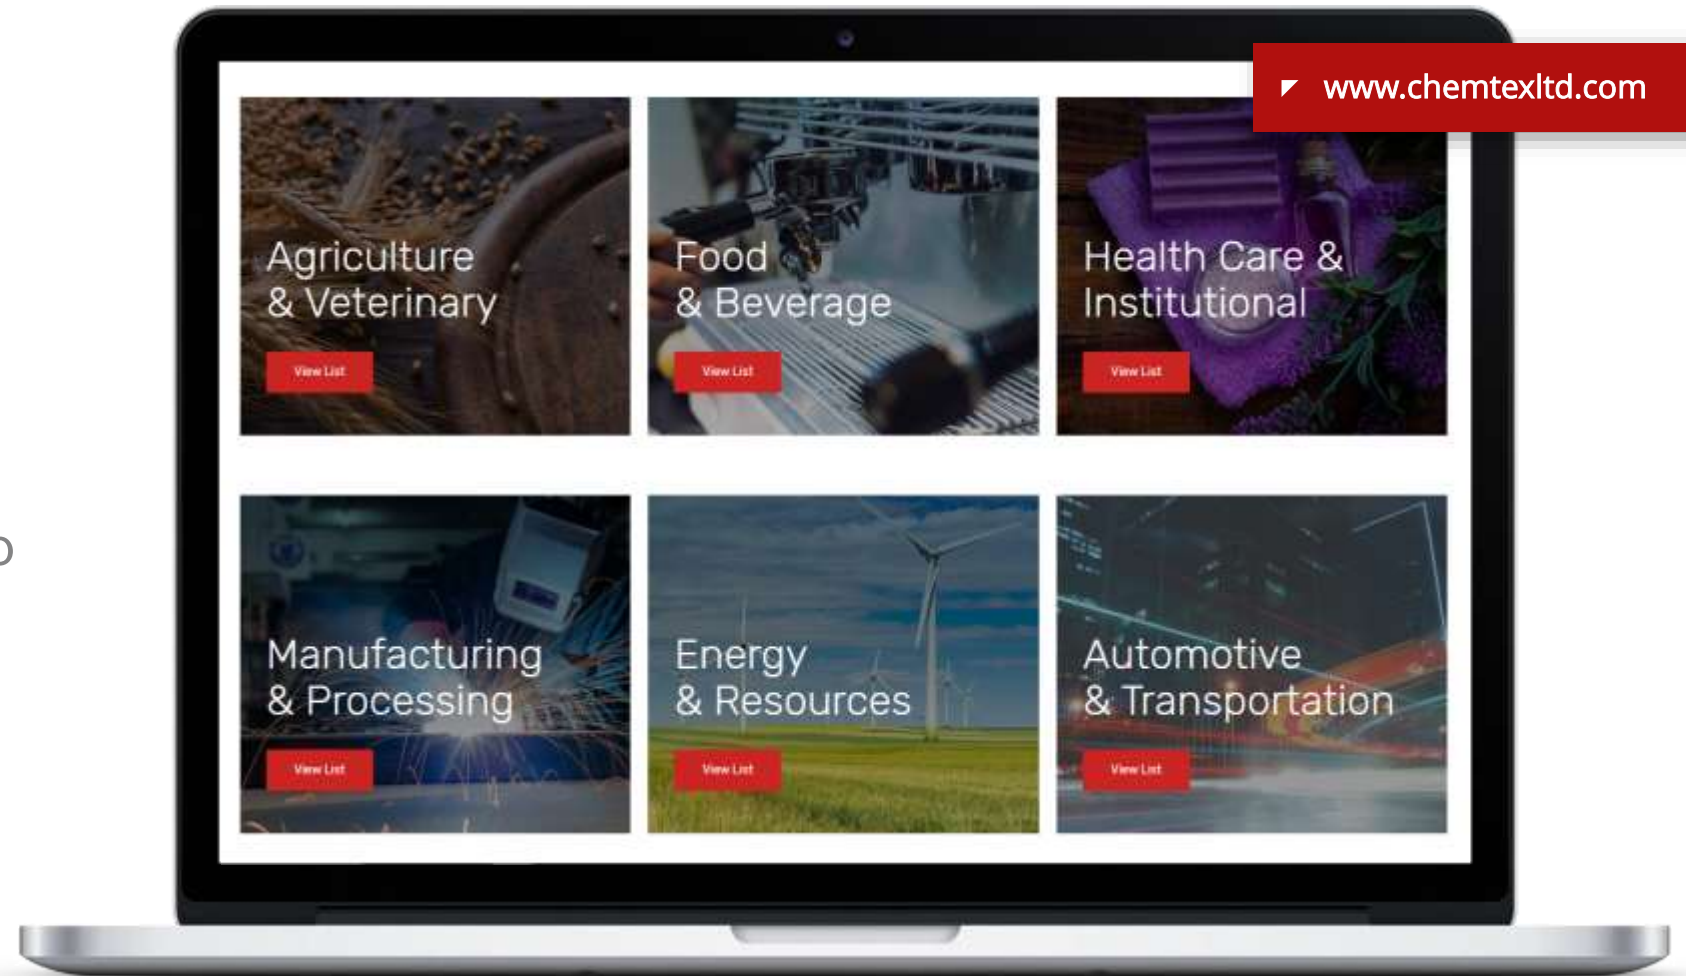 www.chemtexltd.com
Agriculture
& Veterinary
View List
Food
& Beverage
View List
Health Care &
Institutional
View List
Manufacturing
& Processing
View List
Energy
& Resources
View List
Automotive
& Transportation
View List